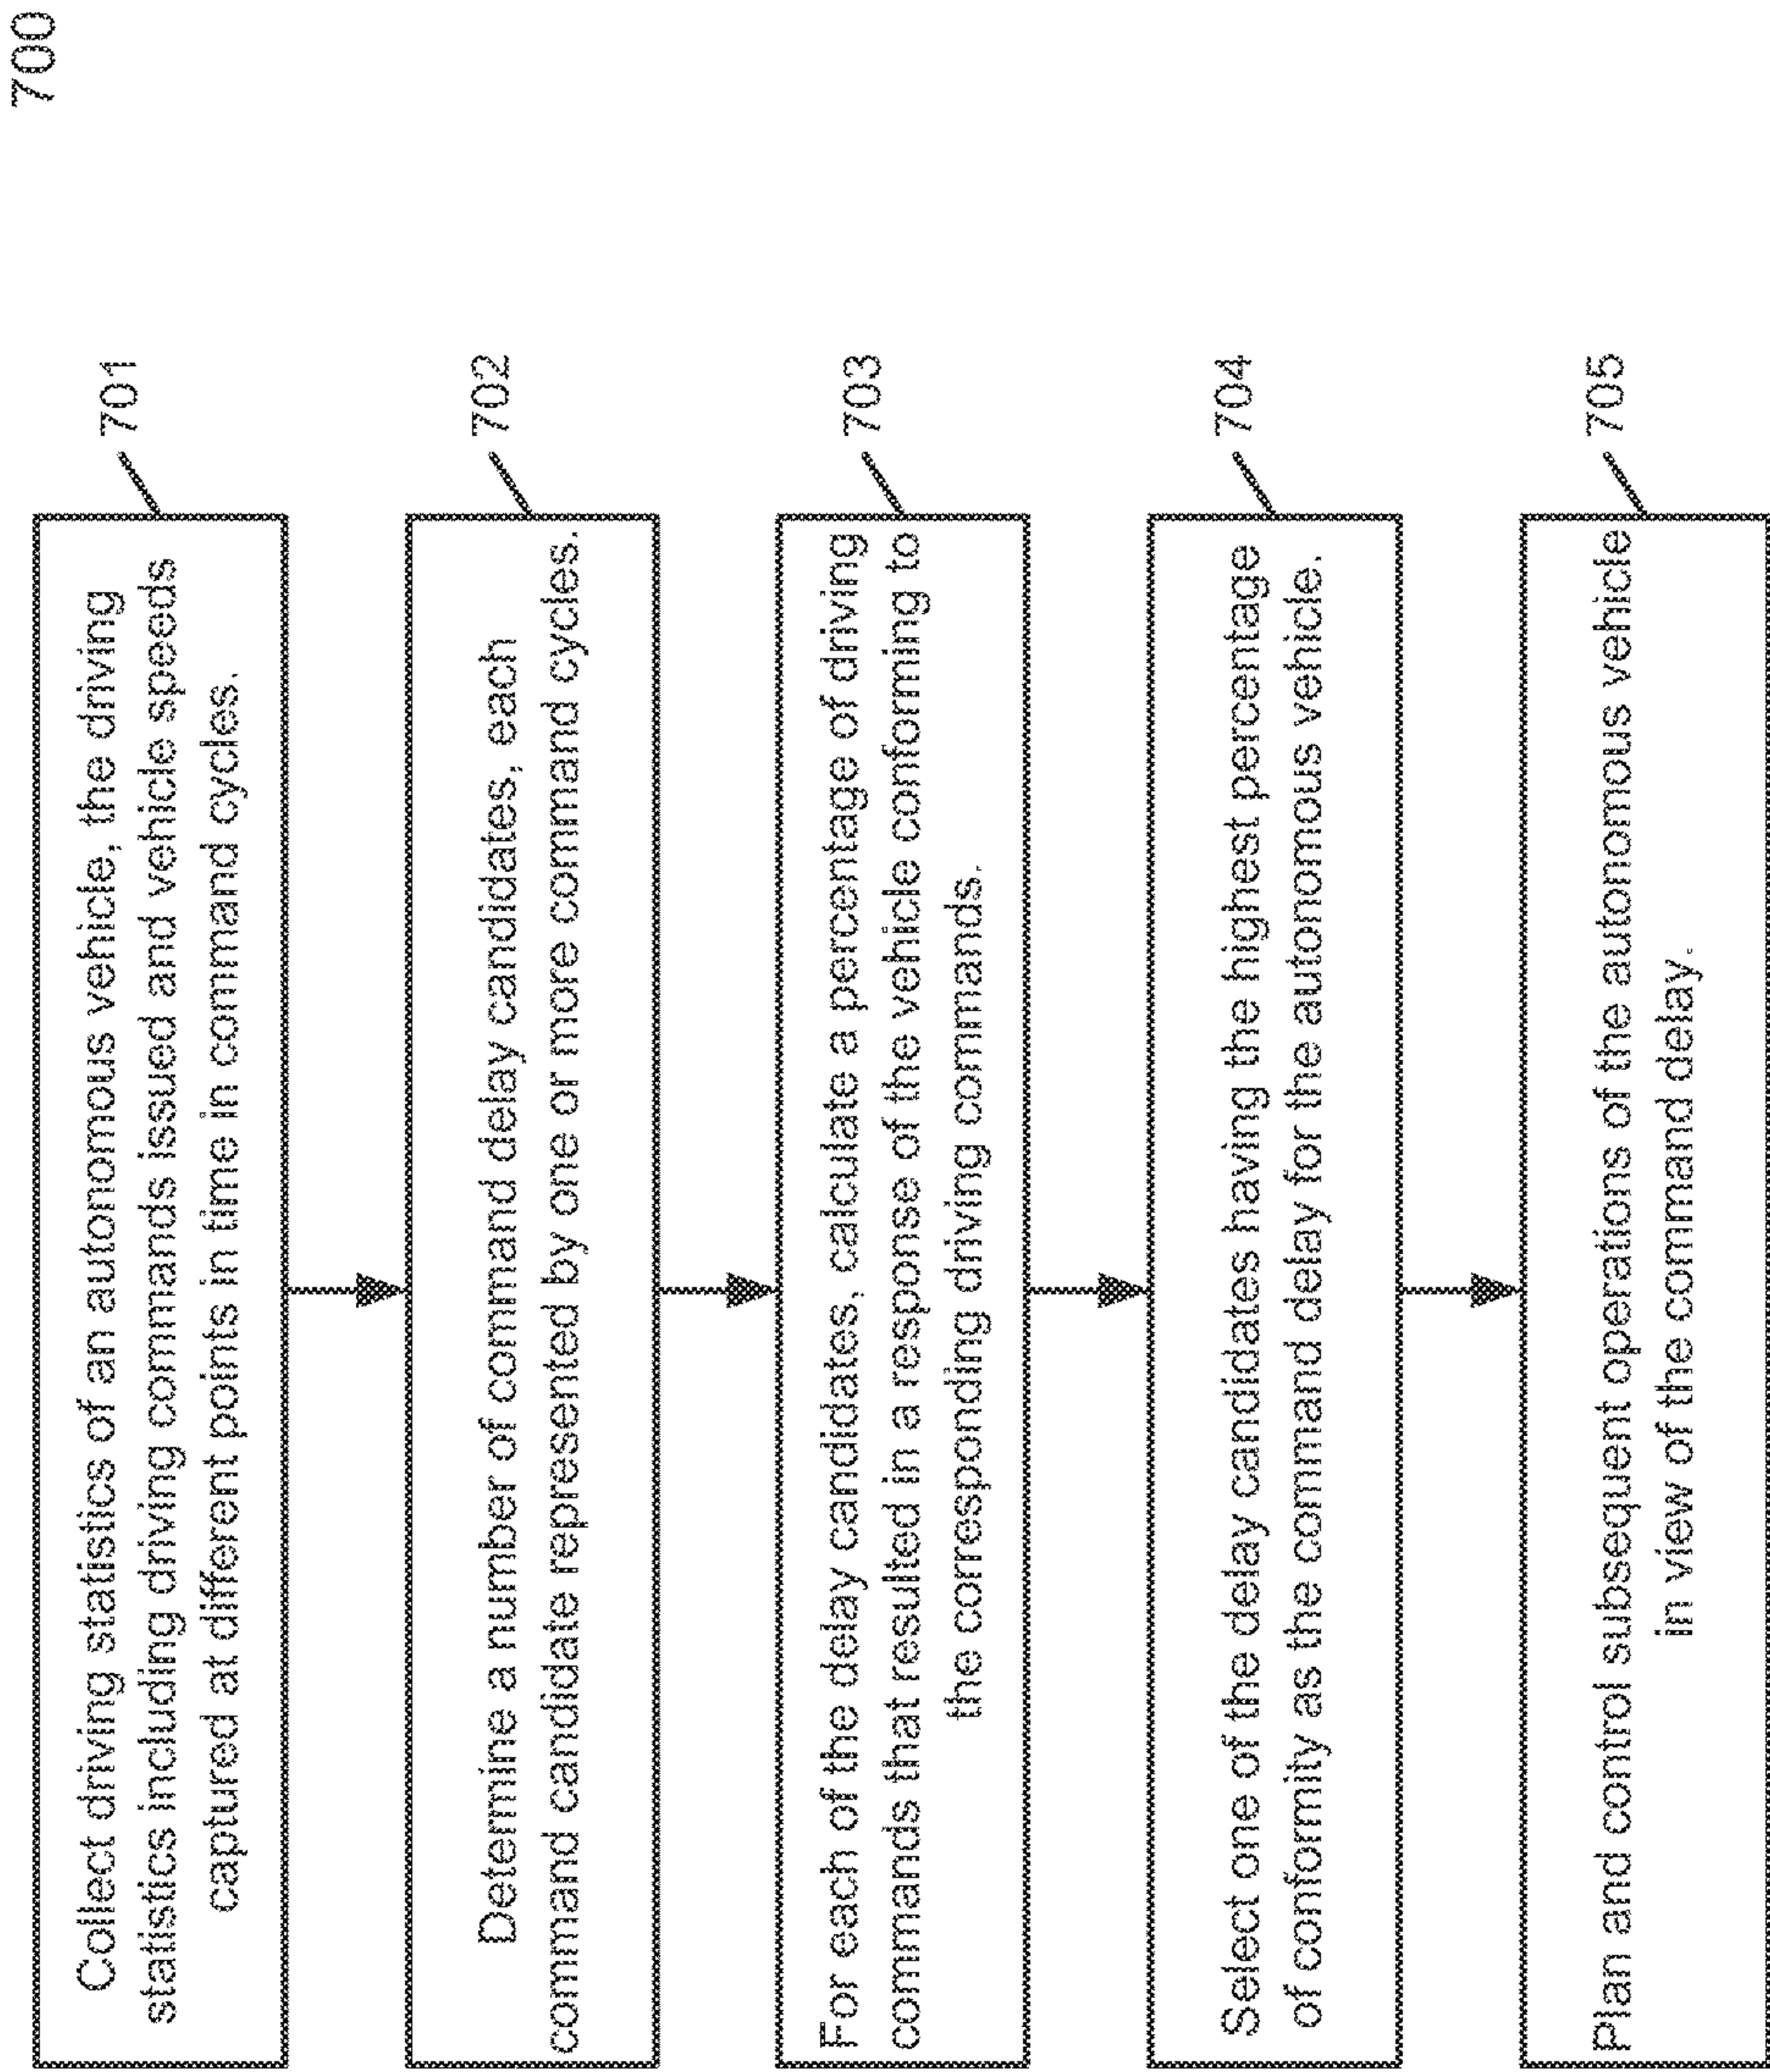 700
Collect driving statistics of an autonomous vehicle, the driving
statistics including driving commands issued and vehicle speeds
captured at different points in time in command cycles.
701
Determine a number of command delay candidates, each
command candidate represented by one or more command cycles.
702
For each of the delay candidates, calculate a percentage of driving
commands that resulted in a response of the vehicle conforming to
the corresponding driving commands.
703
Select one of the delay candidates having the highest percentage
of conformity as the command delay for the autonomous vehicle.
704
Plan and control subsequent operations of the autonomous vehicle
in view of the command delay.
705